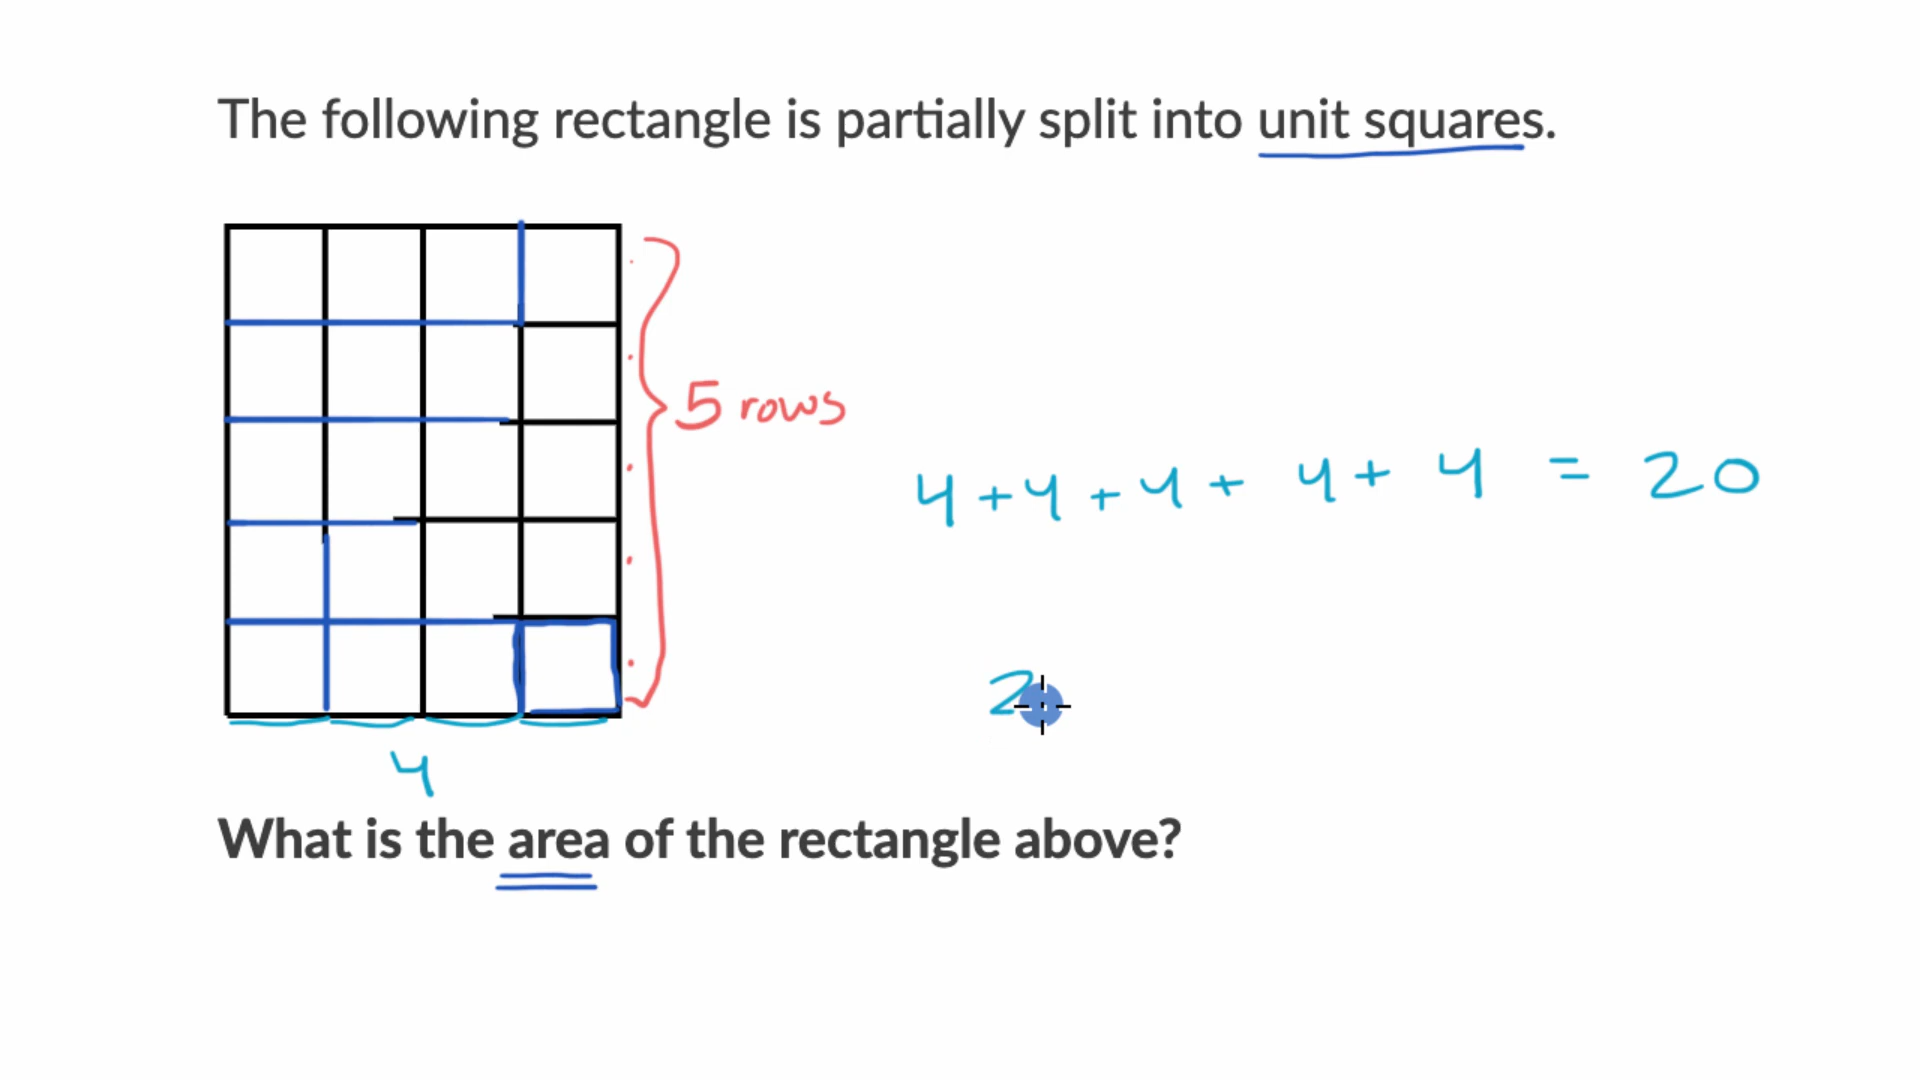 The following rectangle is partially split into unit squares.
5 rows
4 + 4 + 4 + 4 + 4 = 20
2
4
What is the area of the rectangle above?